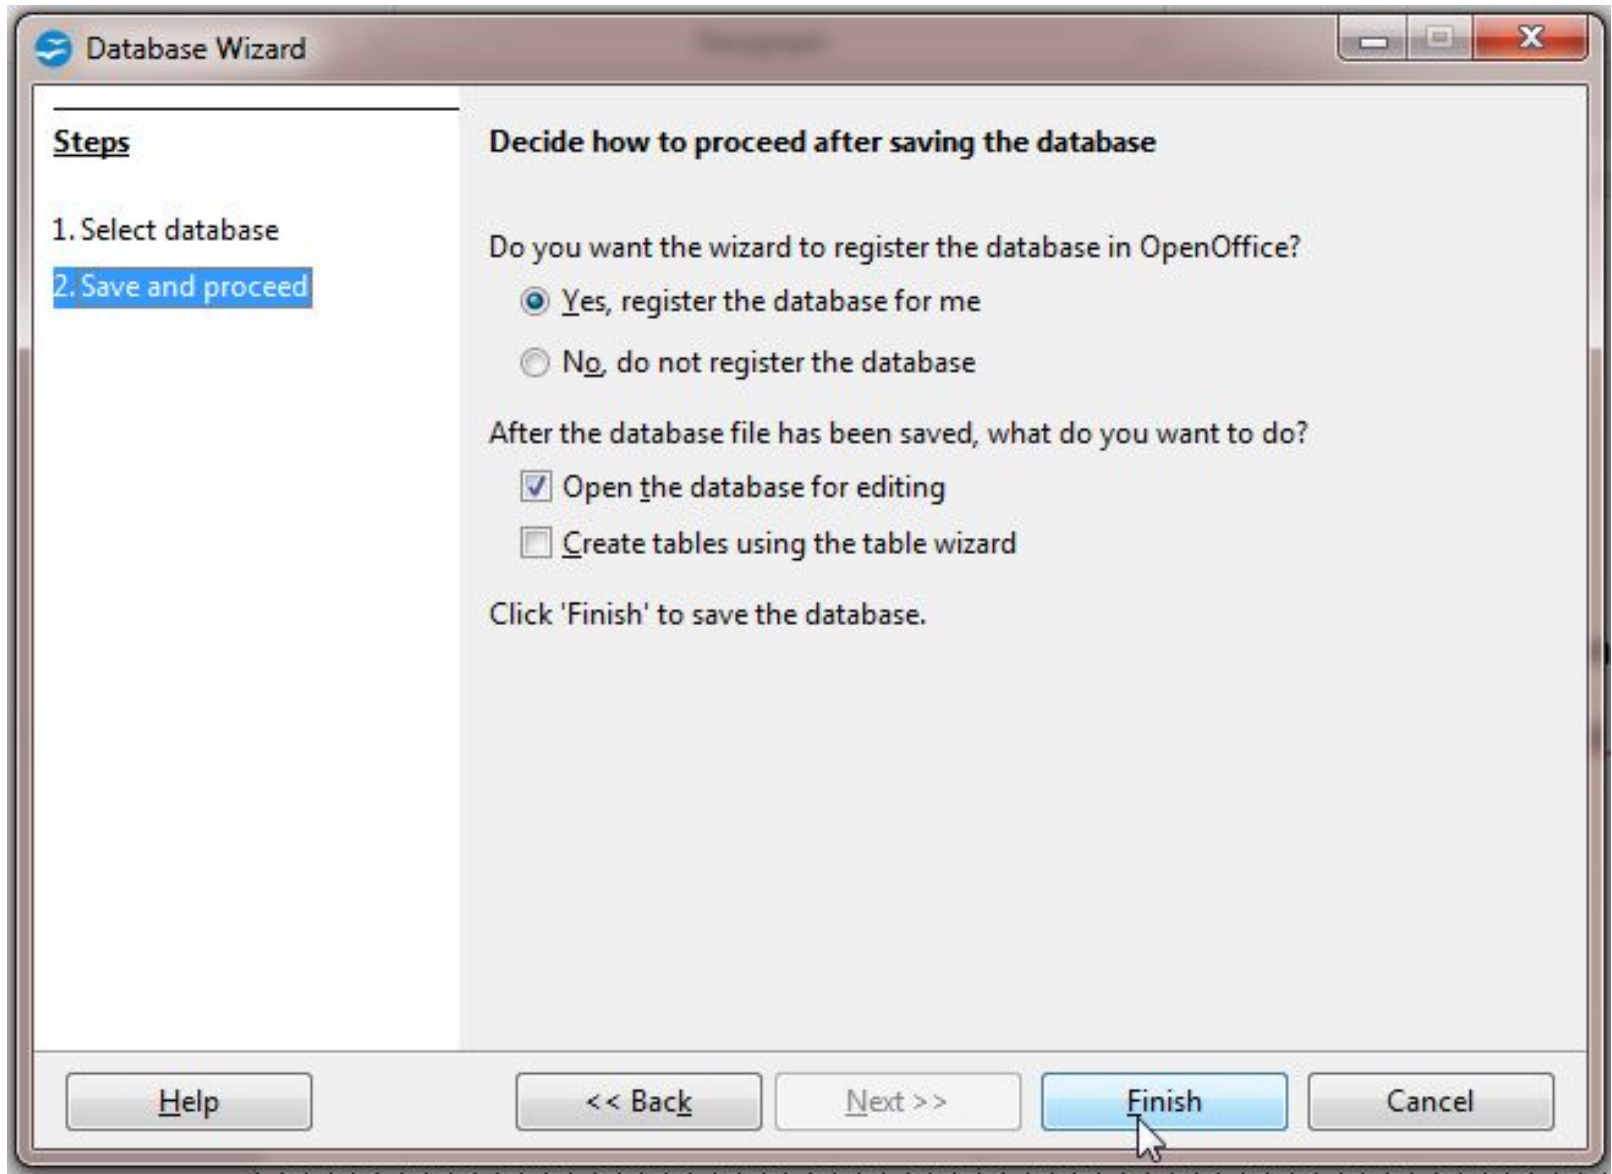 Database Wizard
Steps
1. Select database
2. Save and proceed
Decide how to proceed after saving the database
Do you want the wizard to register the database in OpenOffice?
Yes, register the database for me
No, do not register the database
After the database file has been saved, what do you want to do?
Open the database for editing
Create tables using the table wizard
Click 'Finish' to save the database.
Help
<< Back
Next >>
Finish
Cancel